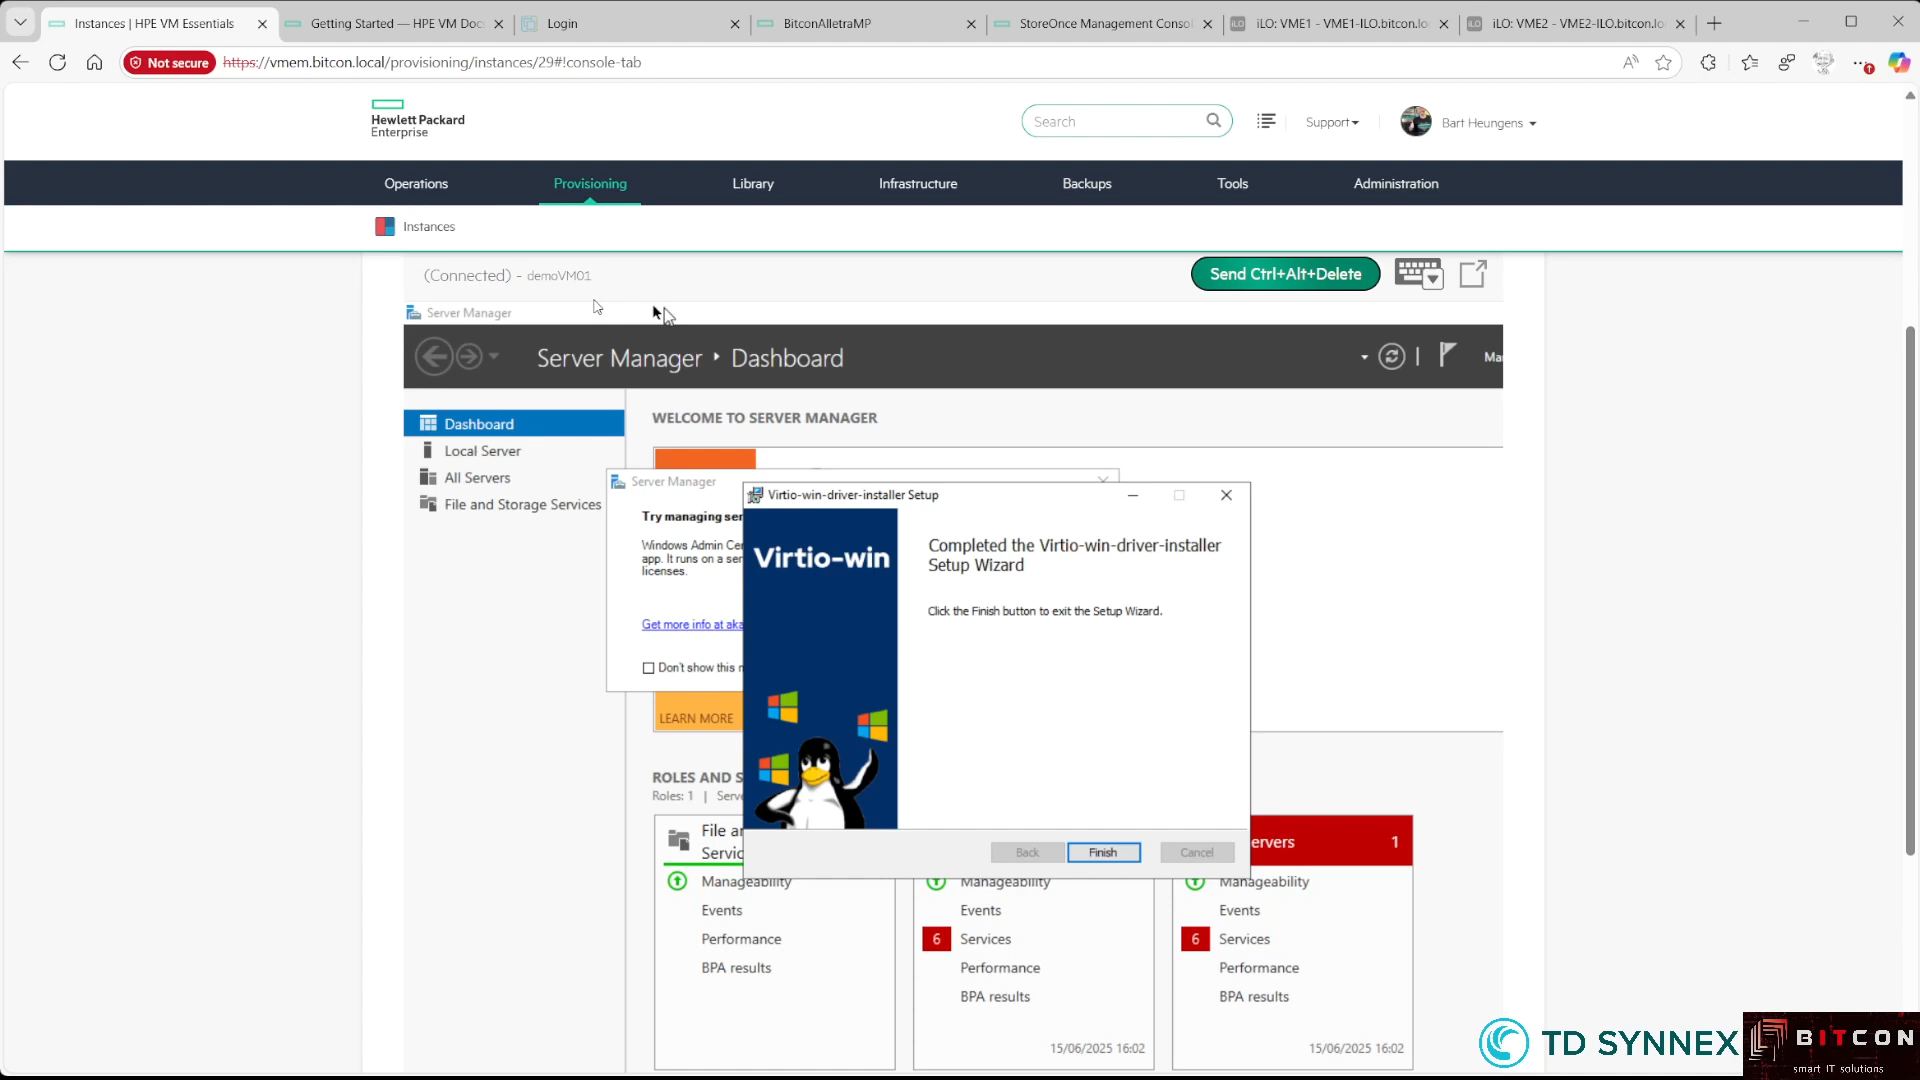 Instances | HPE VM Essentials
Getting Started — HPE VM Doc
Login
BitconAlletraMP
StoreOnce Management Consol
iLO: VME1 - VME1-ILO.bitcon.lo
iLO: VME2 - VME2-ILO.bitcon.lo
Not secure
https://vmem.bitcon.local/provisioning/instances/29#!console-tab
Hewlett Packard
Enterprise
Search
Support
Bart Heungens
Operations
Provisioning
Library
Infrastructure
Backups
Tools
Administration
Instances
(Connected) - demoVM01
Send Ctrl+Alt+Delete
Server Manager
Server Manager ‣ Dashboard
Dashboard
Local Server
All Servers
File and Storage Services
WELCOME TO SERVER MANAGER
Server Manager
Try managing ser
Windows Admin Cen
app. It runs on a ser
licenses.
Get more info at aka
Don't show this m
LEARN MORE
Virtio-win-driver-installer Setup
Virtio-win
Completed the Virtio-win-driver-installer
Setup Wizard
Click the Finish button to exit the Setup Wizard.
Back
Finish
Cancel
ROLES AND S
Roles: 1 | Serve
File an
Servic
Manageability
Events
Performance
BPA results
Manageability
Events
6 Services
Performance
BPA results
15/06/2025 16:02
ervers 1
Manageability
Events
6 Services
Performance
BPA results
15/06/2025 16:02
TD SYNNEX
BITCON
smart IT solutions